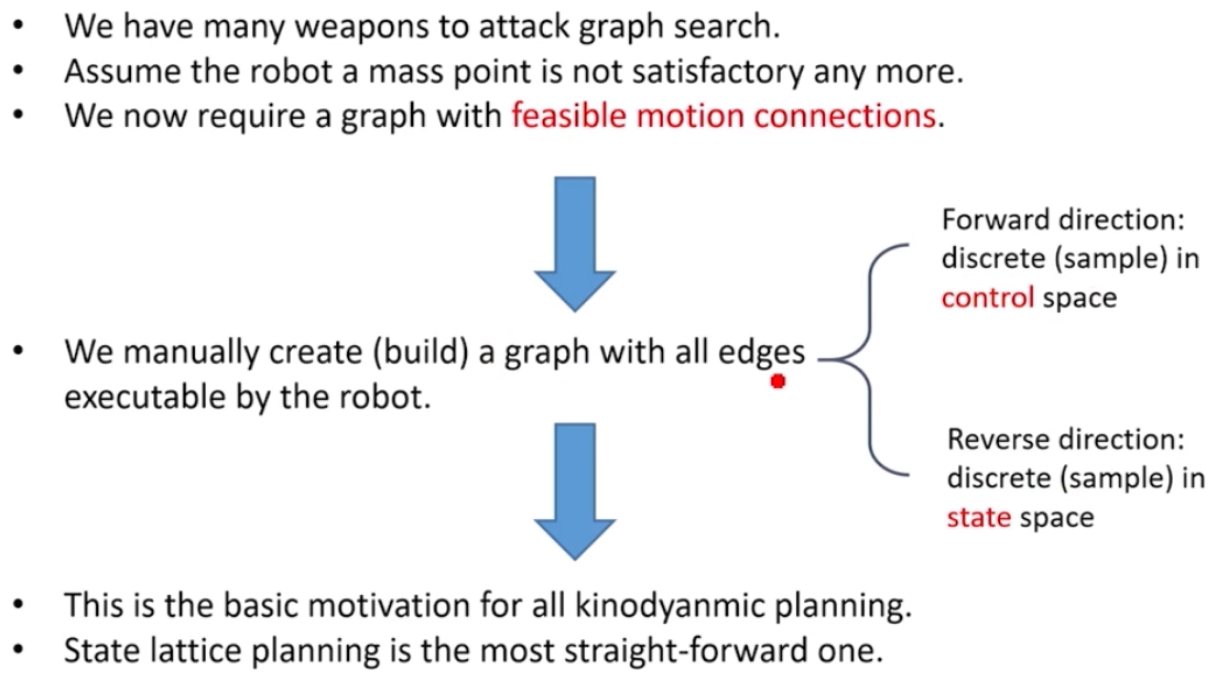 • We have many weapons to attack graph search.
• Assume the robot a mass point is not satisfactory any more.
• We now require a graph with feasible motion connections.
• We manually create (build) a graph with all edges
executable by the robot.
Forward direction:
discrete (sample) in
control space
Reverse direction:
discrete (sample) in
state space
• This is the basic motivation for all kinodyanmic planning.
• State lattice planning is the most straight-forward one.